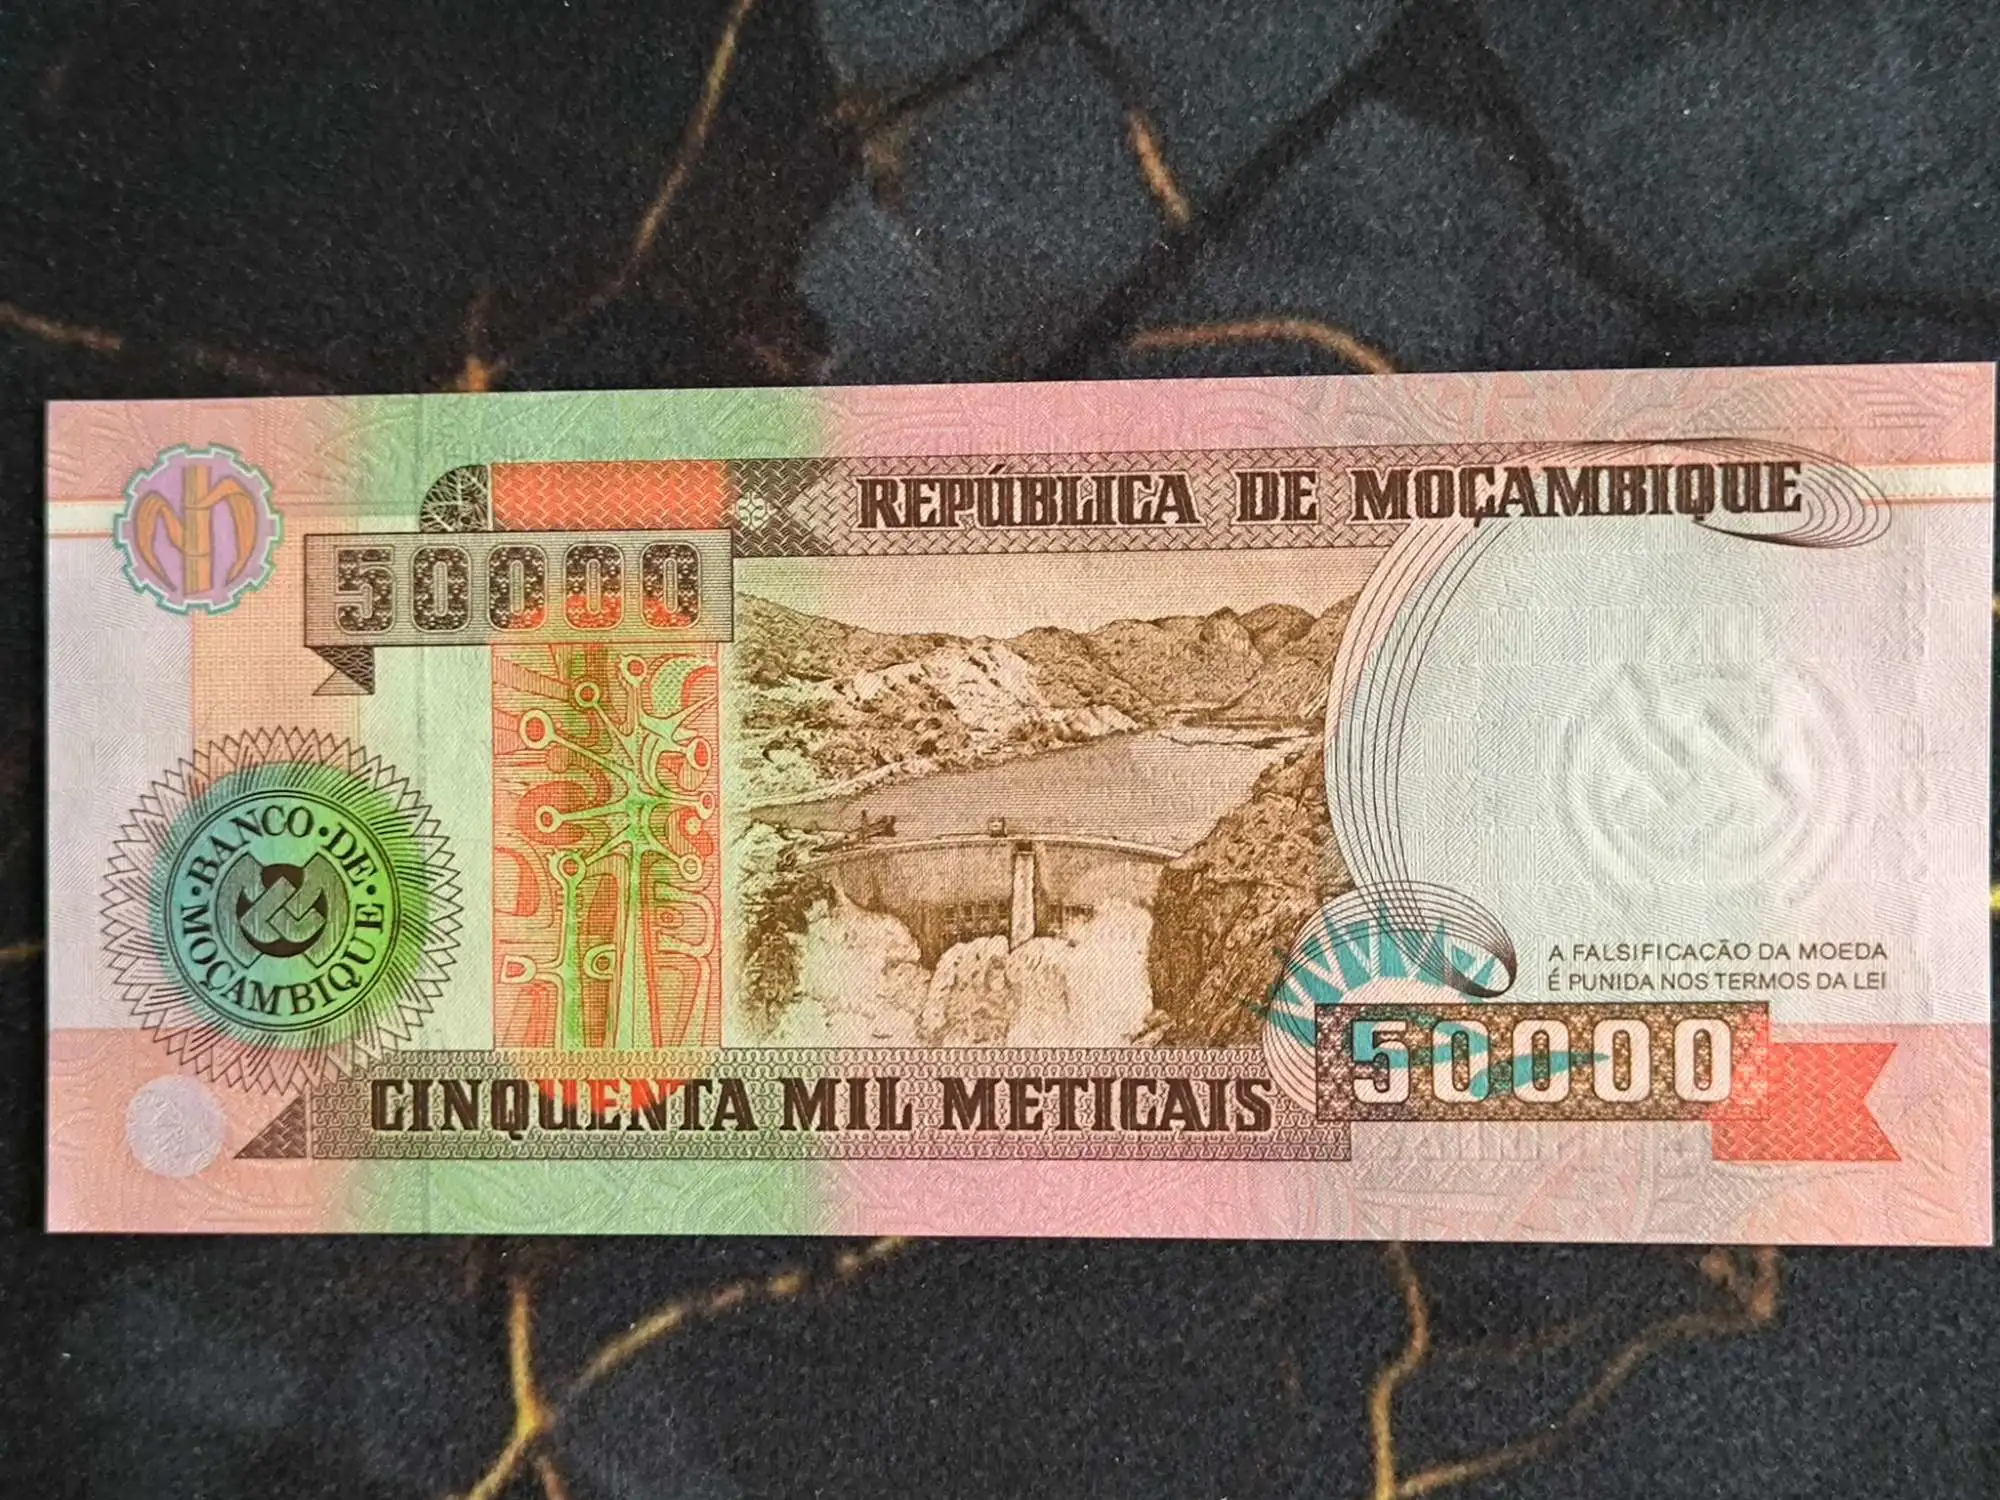 REPÚBLICA DE MOÇAMBIQUE
50000
BANCO · DE · MOÇAMBIQUE
A FALSIFICAÇÃO DA MOEDA
É PUNIDA NOS TERMOS DA LEI
50000
CINQUENTA MIL METICAIS